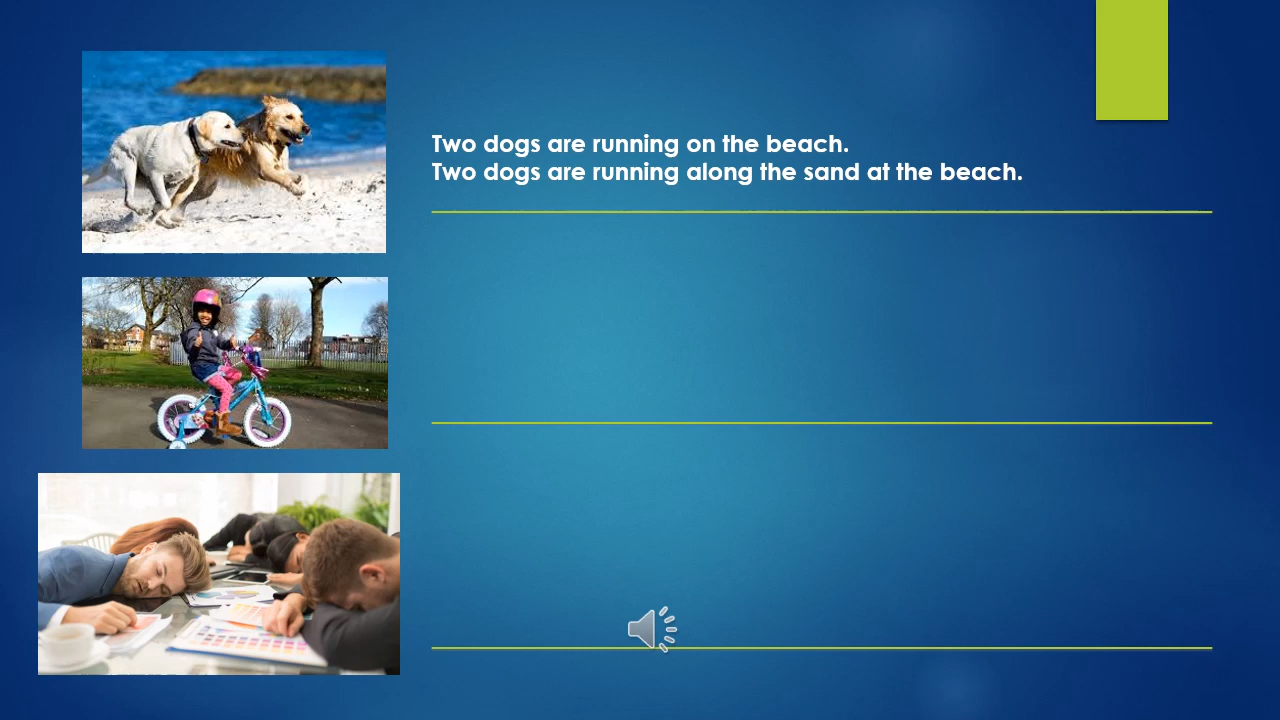 Two dogs are running on the beach.
Two dogs are running along the sand at the beach.